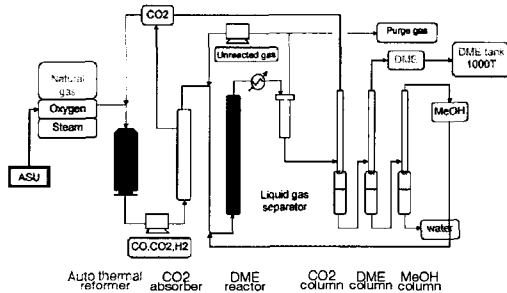 CO2
Unreacted gas
Purge gas
DME
DME tank
1000T
Natural
gas
Oxygen
Steam
MeOH
ASU
Liquid gas
separator
water
CO,CO2,H2
Auto thermal
reformer
CO2
absorber
DME
reactor
CO2
column
DME
column
MeOH
column